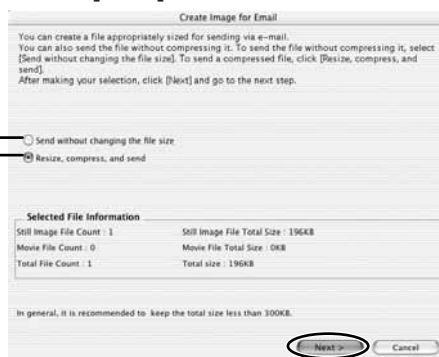 Create Image for Email
You can create a file appropriately sized for sending via e-mail.
You can also send the file without compressing it. To send the file without compressing it, select
[Send without changing the file size]. To send a compressed file, click [Resize, compress, and
send].
After making your selection, click [Next] and go to the next step.
Send without changing the file size
Resize, compress, and send
Selected File Information
Still Image File Count : 1 Still Image File Total Size : 196KB
Movie File Count : 0 Movie File Total Size : 0KB
Total File Count : 1 Total size : 196KB
In general, it is recommended to keep the total size less than 300KB.
Next > Cancel